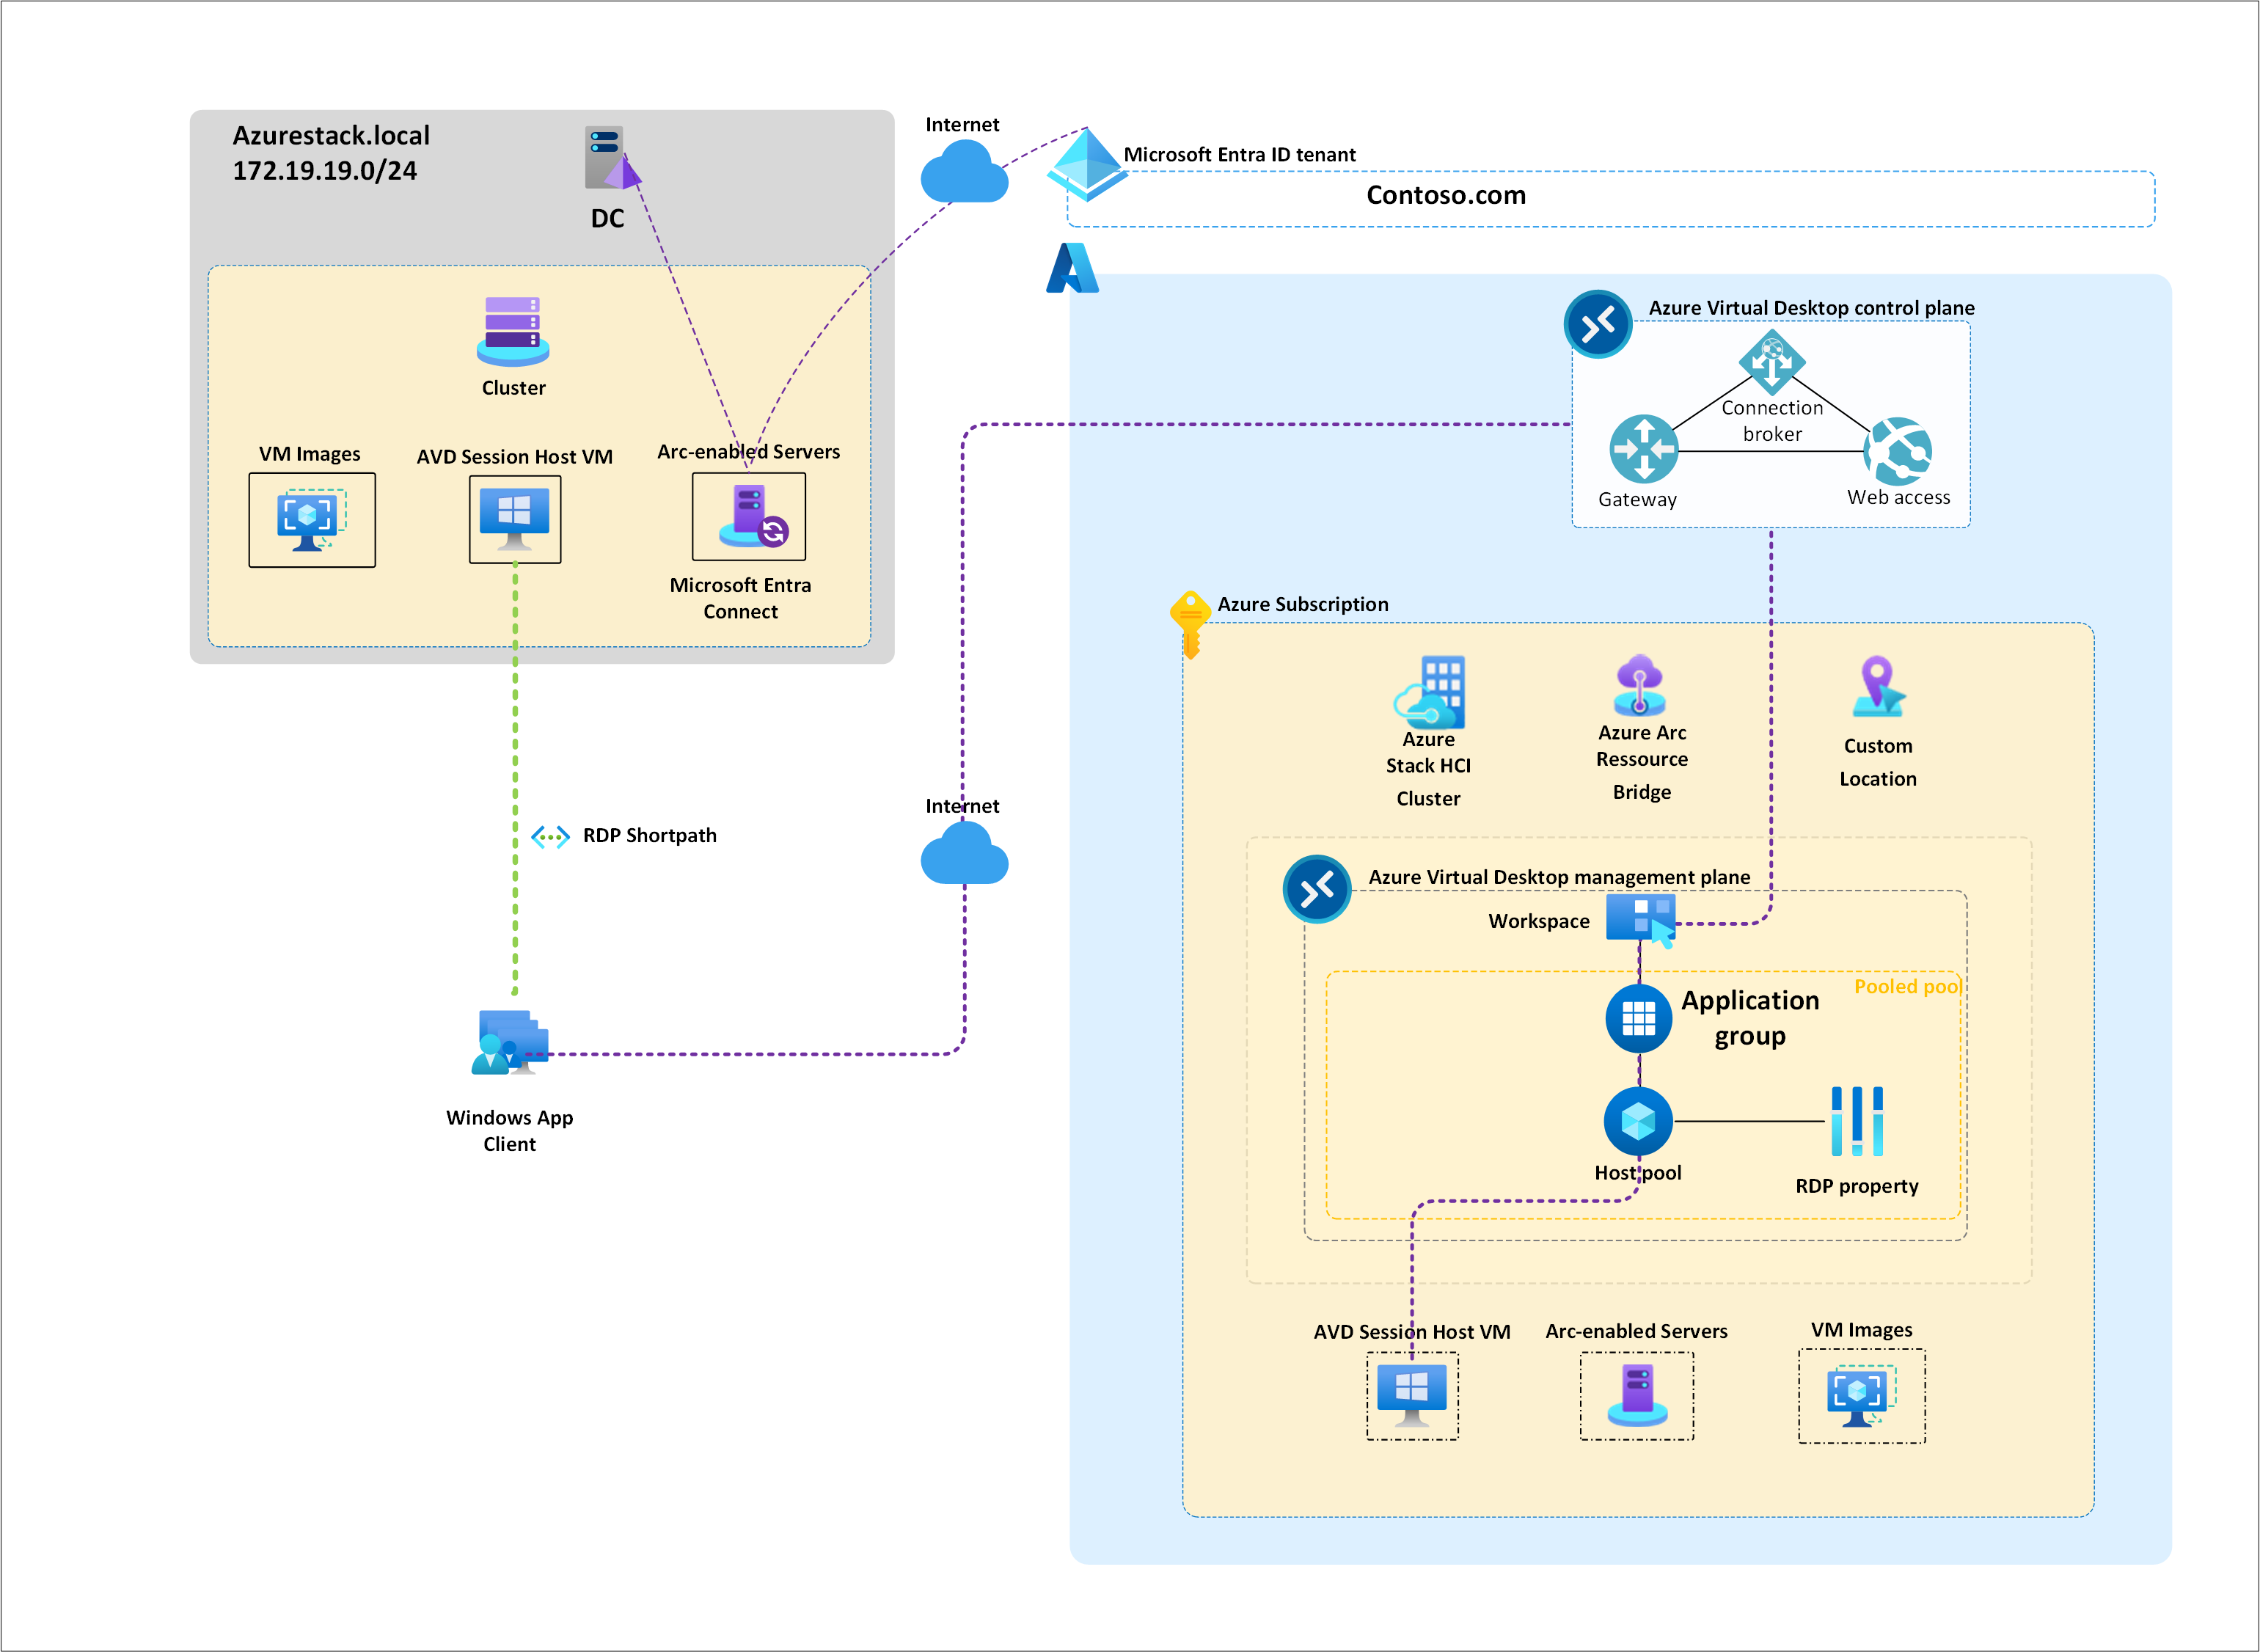 Azurestack.local
172.19.19.0/24
DC
Cluster
VM Images
AVD Session Host VM
Arc-enabled Servers
Microsoft Entra
Connect
RDP Shortpath
Windows App
Client
Internet
Internet
Microsoft Entra ID tenant
Contoso.com
Azure Virtual Desktop control plane
Connection
broker
Gateway
Web access
Azure Subscription
Azure
Stack HCI
Cluster
Azure Arc
Ressource
Bridge
Custom
Location
Azure Virtual Desktop management plane
Workspace
Pooled pool
Application
group
Host pool
RDP property
AVD Session Host VM
Arc-enabled Servers
VM Images